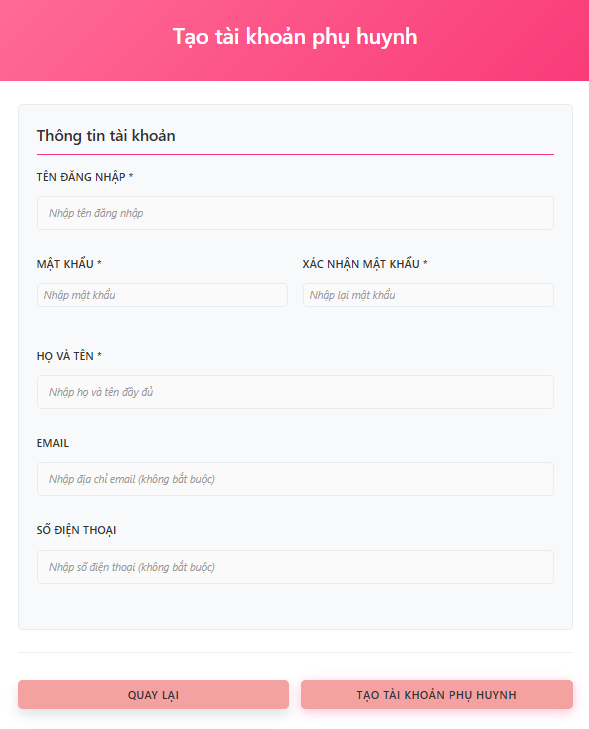 Tạo tài khoản phụ huynh
Thông tin tài khoản
TÊN ĐĂNG NHẬP *
Nhập tên đăng nhập
MẬT KHẨU * XÁC NHẬN MẬT KHẨU *
Nhập mật khẩu Nhập lại mật khẩu
HỌ VÀ TÊN *
Nhập họ và tên đầy đủ
EMAIL
Nhập địa chỉ email (không bắt buộc)
SỐ ĐIỆN THOẠI
Nhập số điện thoại (không bắt buộc)
QUAY LẠI TẠO TÀI KHOẢN PHỤ HUYNH